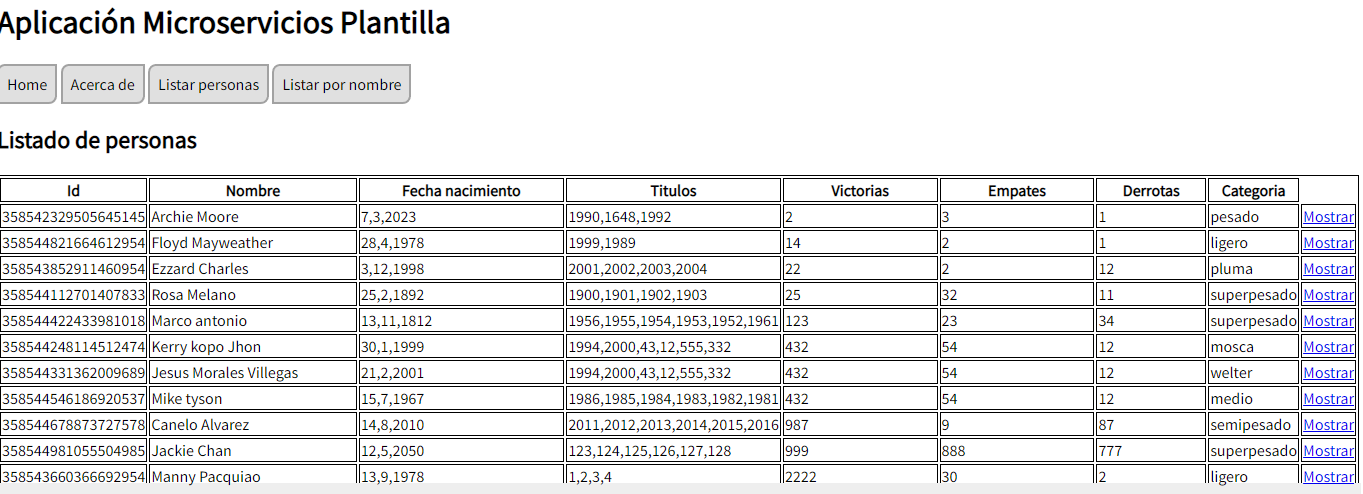 Aplicación Microservicios Plantilla
Home Acerca de Listar personas Listar por nombre
Listado de personas
Id Nombre Fecha nacimiento Titulos Victorias Empates Derrotas Categoria
358542329505645145 Archie Moore 7,3,2023 1990,1648,1992 2 3 1 pesado Mostrar
358544821664612954 Floyd Mayweather 28,4,1978 1999,1989 14 2 1 ligero Mostrar
358543852911460954 Ezzard Charles 3,12,1998 2001,2002,2003,2004 22 2 12 pluma Mostrar
358544112701407833 Rosa Melano 25,2,1892 1900,1901,1902,1903 25 32 11 superpesado Mostrar
358544422433981018 Marco antonio 13,11,1812 1956,1955,1954,1953,1952,1961 123 23 34 superpesado Mostrar
358544248114512474 Kerry kopo Jhon 30,1,1999 1994,2000,43,12,555,332 432 54 12 mosca Mostrar
358544331362009689 Jesus Morales Villegas 21,2,2001 1994,2000,43,12,555,332 432 54 12 welter Mostrar
358544546186920537 Mike tyson 15,7,1967 1986,1985,1984,1983,1982,1981 432 54 12 medio Mostrar
358544678873727578 Canelo Alvarez 14,8,2010 2011,2012,2013,2014,2015,2016 987 9 87 semipesado Mostrar
358544981055504985 Jackie Chan 12,5,2050 123,124,125,126,127,128 999 888 777 superpesado Mostrar
358543660366692954 Manny Pacquiao 13,9,1978 1,2,3,4 2222 30 2 ligero Mostrar